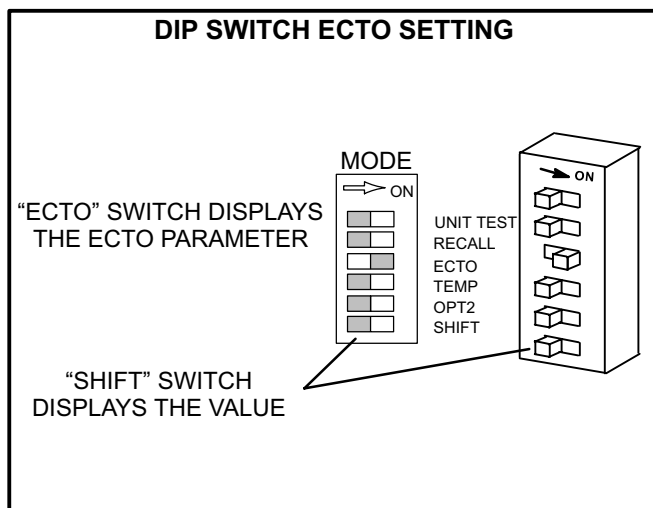 DIP SWITCH ECTO SETTING
MODE
ON
ON
“ECTO” SWITCH DISPLAYS
THE ECTO PARAMETER
UNIT TEST
RECALL
ECTO
TEMP
OPT2
SHIFT
“SHIFT” SWITCH
DISPLAYS THE VALUE